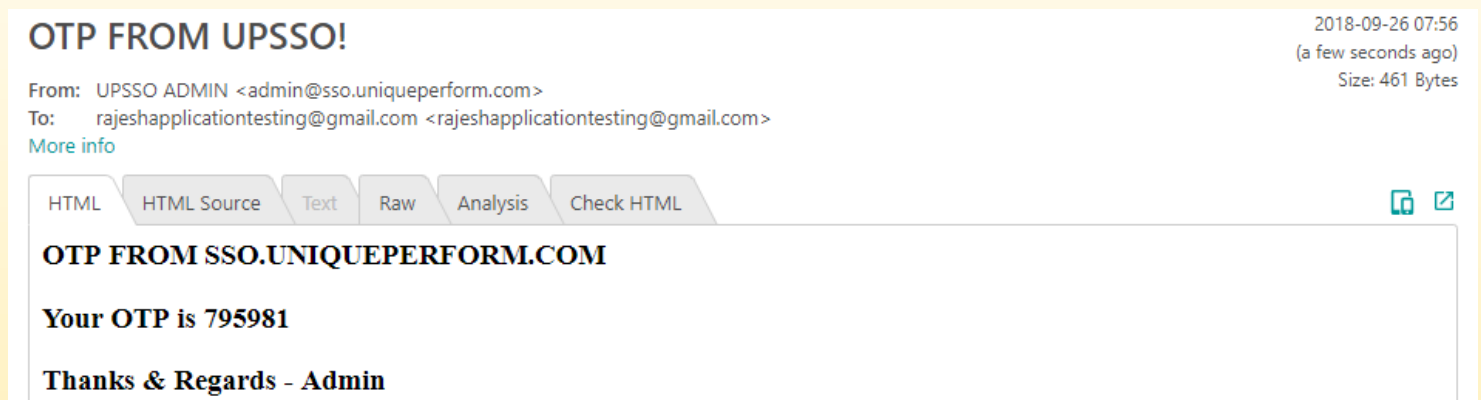 OTP FROM UPSSO!
2018-09-26 07:56
(a few seconds ago)
Size: 461 Bytes
From: UPSSO ADMIN <admin@sso.uniqueperform.com>
To: rajeshapplicationtesting@gmail.com <rajeshapplicationtesting@gmail.com>
More info
HTML HTML Source Text Raw Analysis Check HTML
OTP FROM SSO.UNIQUEPERFORM.COM
Your OTP is 795981
Thanks & Regards - Admin